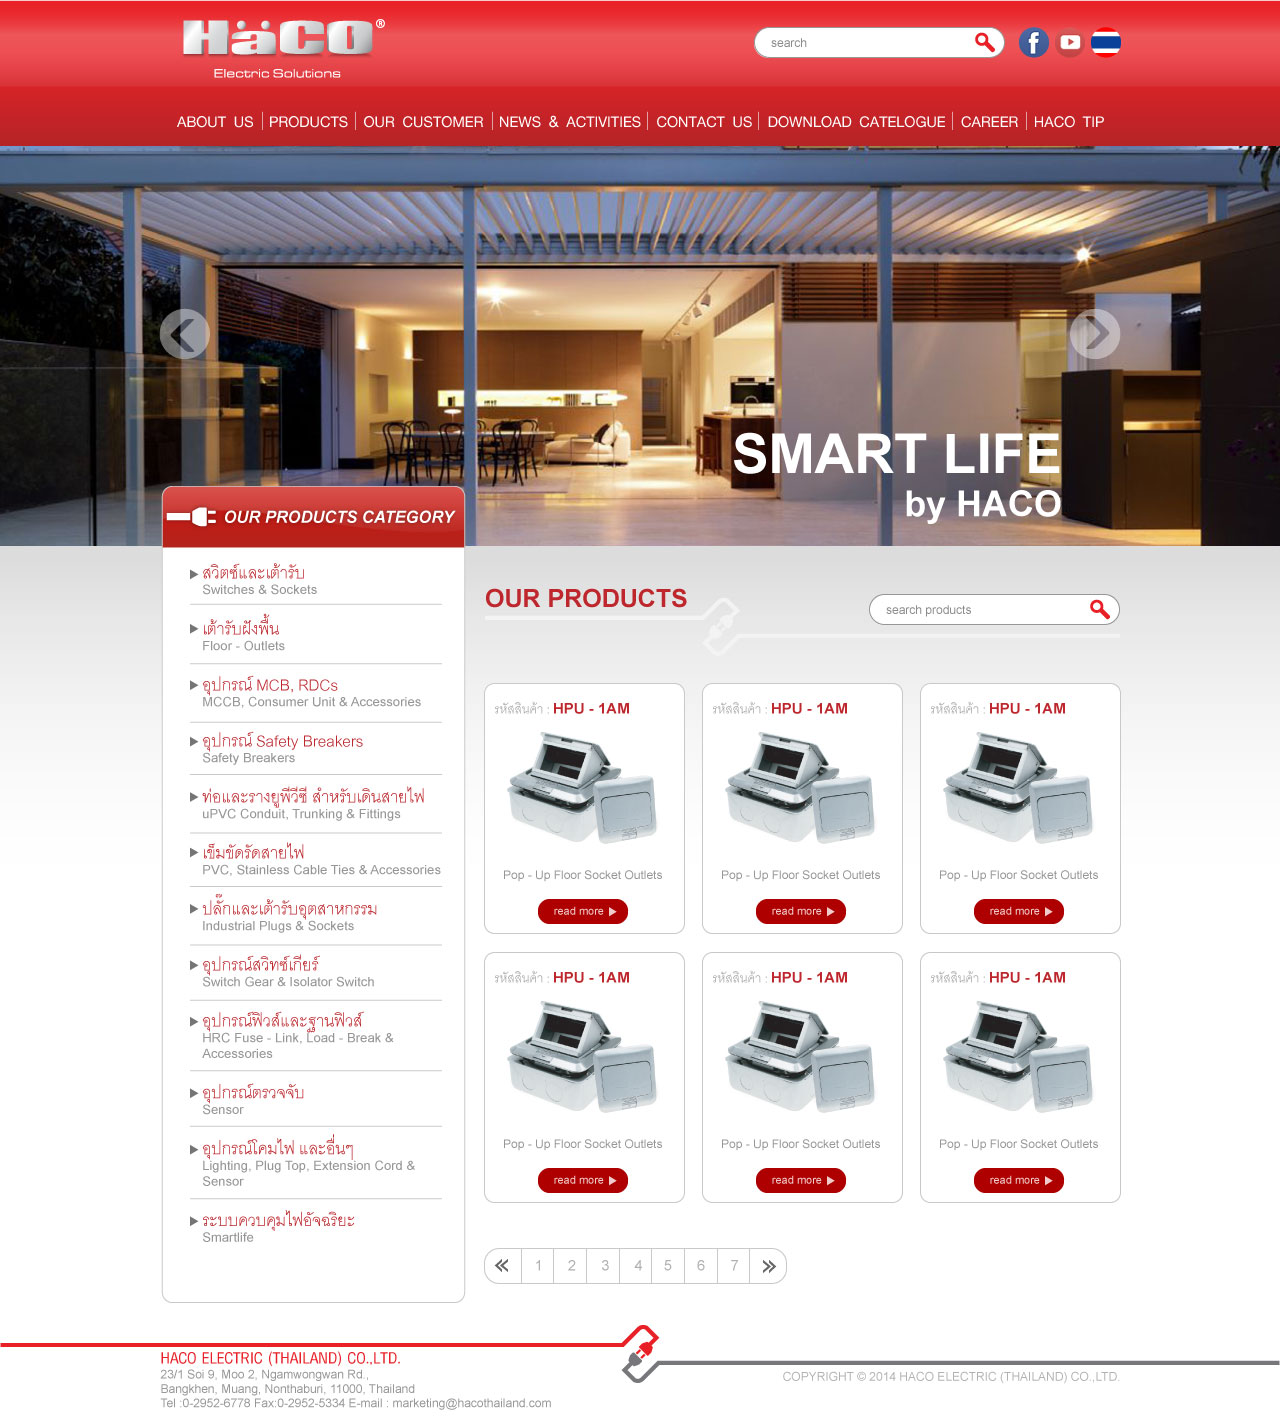 HäCO®
Electric Solutions
search
ABOUT US
PRODUCTS
OUR CUSTOMER
NEWS & ACTIVITIES
CONTACT US
DOWNLOAD CATELOGUE
CAREER
HACO TIP
SMART LIFE
by HACO
OUR PRODUCTS CATEGORY
สวิตซ์และเต้ารับ
Switches & Sockets
เต้ารับฝังพื้น
Floor - Outlets
อุปกรณ์ MCB, RDCs
MCCB, Consumer Unit & Accessories
อุปกรณ์ Safety Breakers
Safety Breakers
ท่อและรางยูพีวีซี สำหรับเดินสายไฟ
uPVC Conduit, Trunking & Fittings
เข็มขัดรัดสายไฟ
PVC, Stainless Cable Ties & Accessories
ปลั๊กและเต้ารับอุตสาหกรรม
Industrial Plugs & Sockets
อุปกรณ์สวิทซ์เกียร์
Switch Gear & Isolator Switch
อุปกรณ์ฟิวส์และฐานฟิวส์
HRC Fuse - Link, Load - Break &
Accessories
อุปกรณ์ตรวจจับ
Sensor
อุปกรณ์โคมไฟ และอื่นๆ
Lighting, Plug Top, Extension Cord &
Sensor
ระบบควบคุมไฟอัจฉริยะ
Smartlife
OUR PRODUCTS
search products
รหัสสินค้า : HPU - 1AM
Pop - Up Floor Socket Outlets
read more
รหัสสินค้า : HPU - 1AM
Pop - Up Floor Socket Outlets
read more
รหัสสินค้า : HPU - 1AM
Pop - Up Floor Socket Outlets
read more
รหัสสินค้า : HPU - 1AM
Pop - Up Floor Socket Outlets
read more
รหัสสินค้า : HPU - 1AM
Pop - Up Floor Socket Outlets
read more
รหัสสินค้า : HPU - 1AM
Pop - Up Floor Socket Outlets
read more
1 2 3 4 5 6 7
HACO ELECTRIC (THAILAND) CO.,LTD.
23/1 Soi 9, Moo 2, Ngamwongwan Rd.,
Bangkhen, Muang, Nonthaburi, 11000, Thailand
Tel :0-2952-6778 Fax:0-2952-5334 E-mail : marketing@hacothailand.com
COPYRIGHT © 2014 HACO ELECTRIC (THAILAND) CO.,LTD.